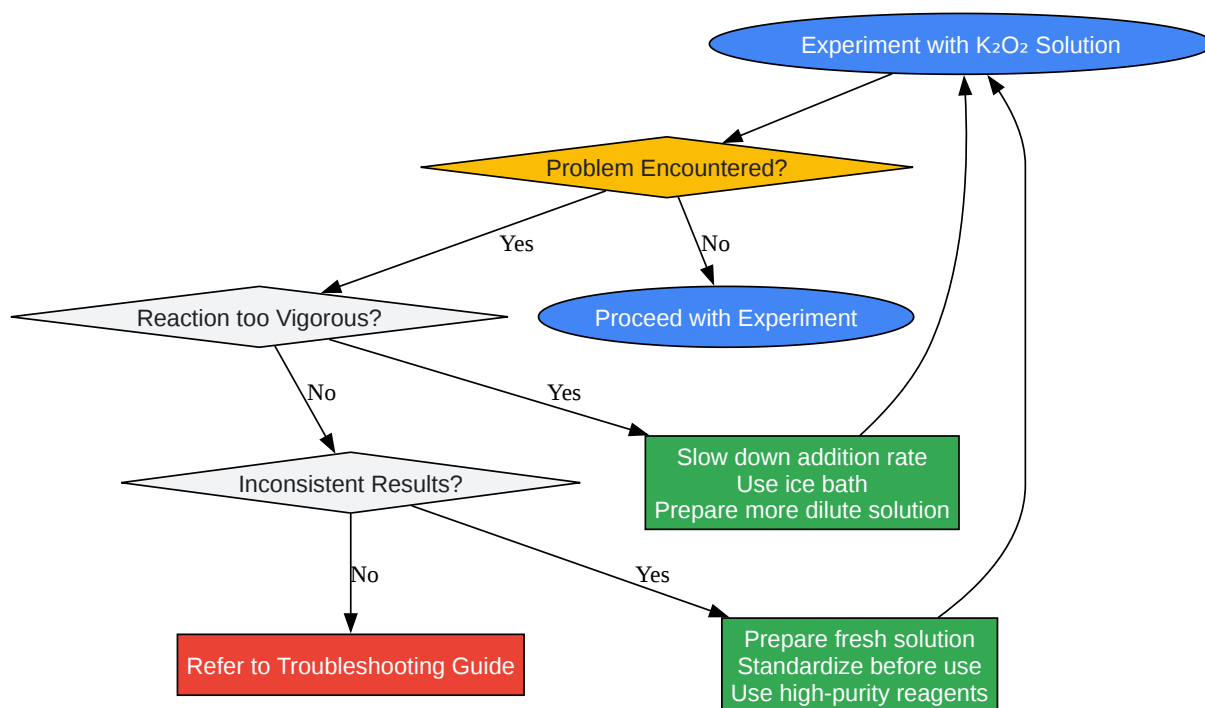 Experiment with K₂O₂ Solution
Problem Encountered?
Yes
No
Reaction too Vigorous?
Proceed with Experiment
No
Yes
Slow down addition rate
Use ice bath
Prepare more dilute solution
Inconsistent Results?
No
Yes
Refer to Troubleshooting Guide
Prepare fresh solution
Standardize before use
Use high-purity reagents